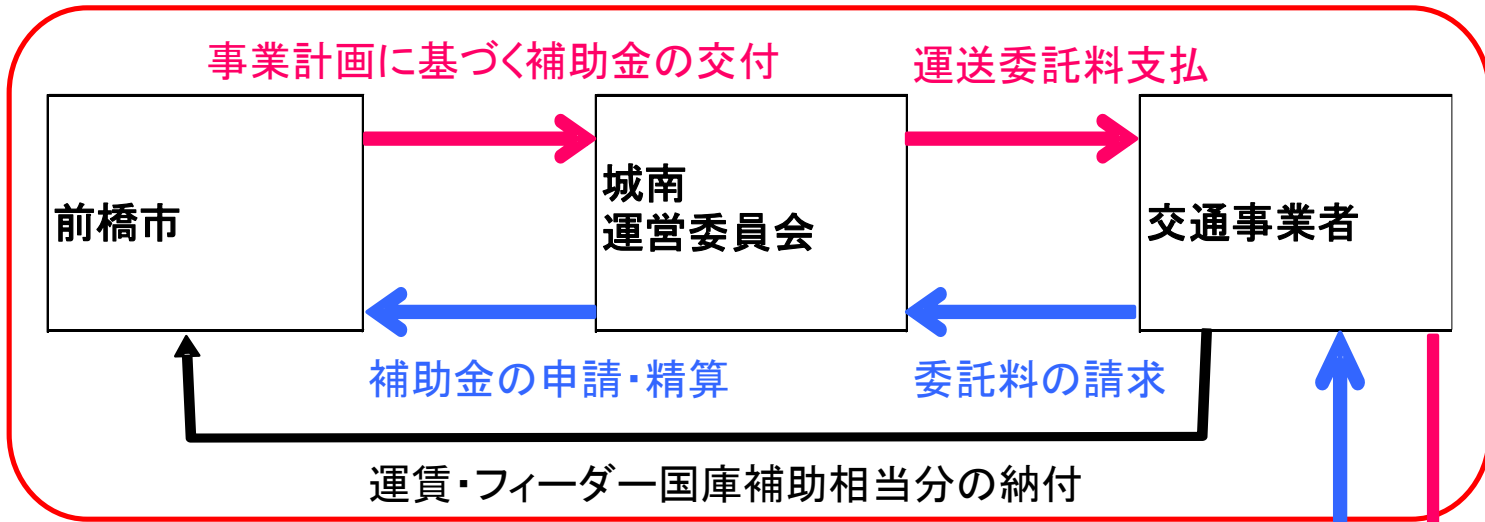 事業計画に基づく補助金の交付
運送委託料支払
前橋市
城南
運営委員会
交通事業者
補助金の申請・精算
委託料の請求
運賃・フィーダー国庫補助相当分の納付